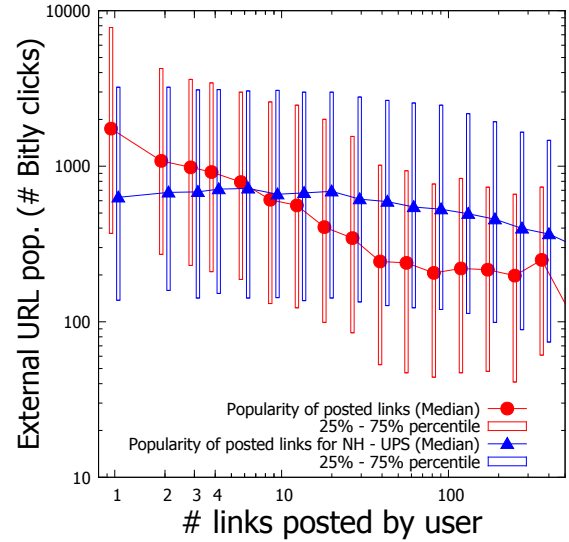 10000
1000
100
10
External URL pop. (# Bitly clicks)
Popularity of posted links (Median)
25% - 75% percentile
Popularity of posted links for NH - UPS (Median)
25% - 75% percentile
1 2 3 4 10 100
# links posted by user